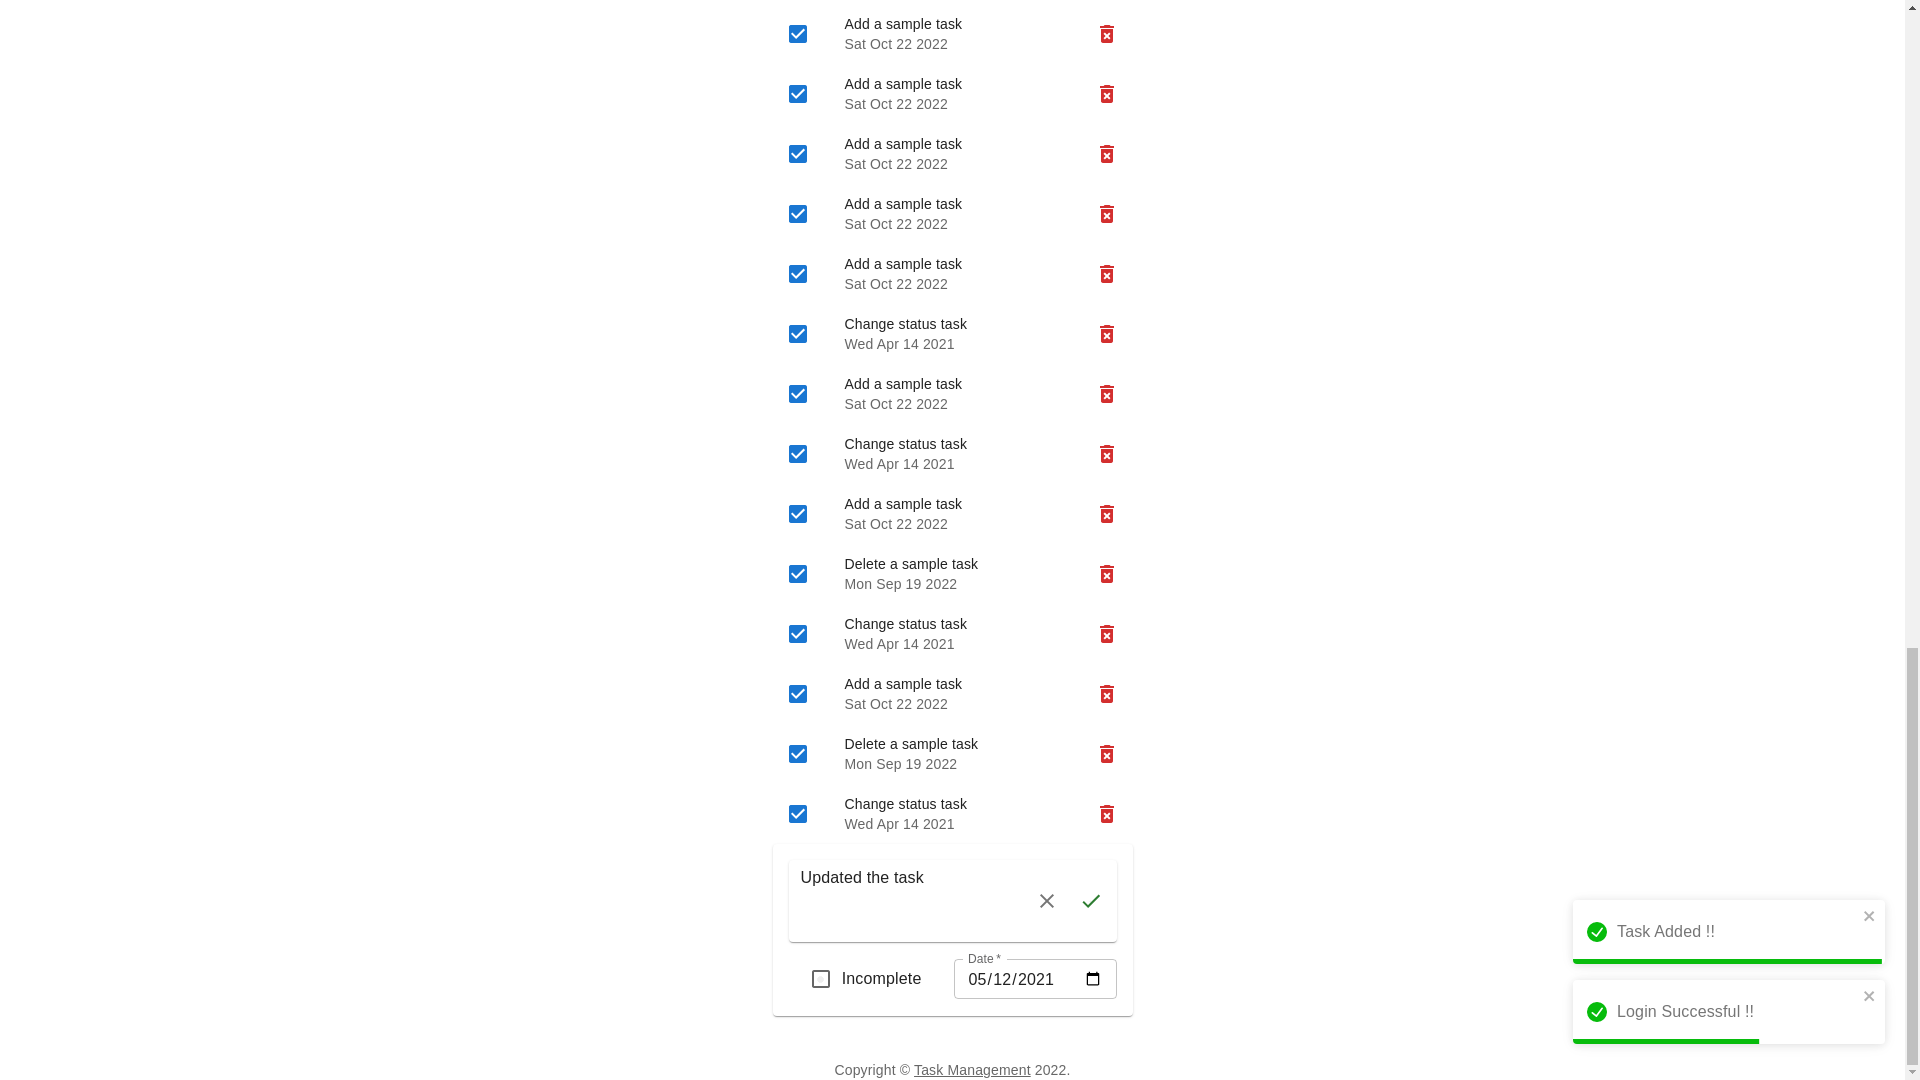 Add a sample task
Sat Oct 22 2022
Add a sample task
Sat Oct 22 2022
Add a sample task
Sat Oct 22 2022
Add a sample task
Sat Oct 22 2022
Add a sample task
Sat Oct 22 2022
Change status task
Wed Apr 14 2021
Add a sample task
Sat Oct 22 2022
Change status task
Wed Apr 14 2021
Add a sample task
Sat Oct 22 2022
Delete a sample task
Mon Sep 19 2022
Change status task
Wed Apr 14 2021
Add a sample task
Sat Oct 22 2022
Delete a sample task
Mon Sep 19 2022
Change status task
Wed Apr 14 2021
Updated the task
Incomplete
Date *
05/12/2021
Task Added !!
Login Successful !!
Copyright © Task Management 2022.